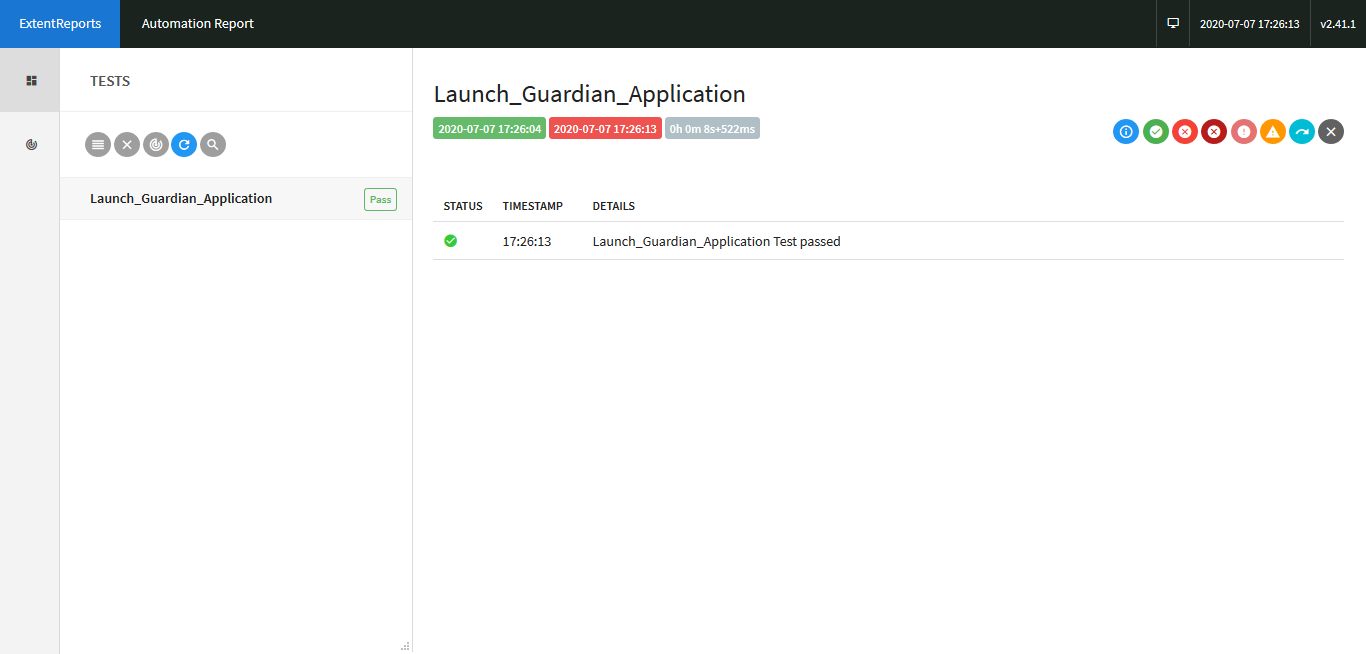 ExtentReports Automation Report 2020-07-07 17:26:13 v2.41.1
TESTS
Launch_Guardian_Application Pass
Launch_Guardian_Application
2020-07-07 17:26:04 2020-07-07 17:26:13 0h 0m 8s+522ms
STATUS TIMESTAMP DETAILS
17:26:13 Launch_Guardian_Application Test passed